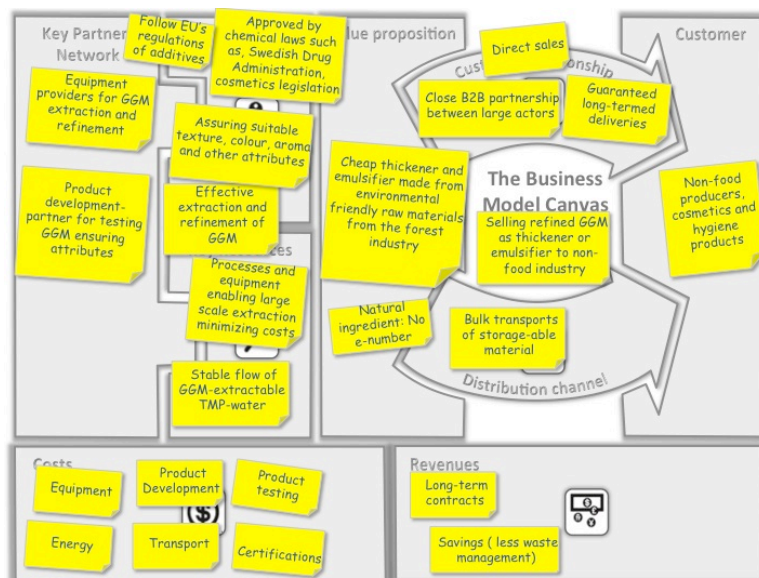 Key Partner
Network
Follow EU's
regulations
of additives
Approved by
chemical laws such
as, Swedish Drug
Administration,
cosmetics legislation
lue proposition
Direct sales
Customer
Equipment
providers for GGM
extraction and
refinement
Close B2B partnership
between large actors
Guaranteed
long-termed
deliveries
Assuring suitable
texture, colour, aroma
and other attributes
Product
development-
partner for testing
GGM ensuring
attributes
Effective
extraction and
refinement of
GGM
Cheap thickener and
emulsifier made from
environmental
friendly raw materials
from the forest
industry
The Business
Model Canvas
Selling refined GGM
as thickener or
emulsifier to non-
food industry
Non-food
producers,
cosmetics and
hygiene
products
Processes and
equipment
enabling large
scale extraction
minimizing costs
Natural
ingredient: No
e-number
Bulk transports
of storage-able
material
Stable flow of
GGM-extractable
TMP-water
Distribution channel
Costs
Equipment
Product
Development
Product
testing
Energy
Transport
Certifications
Revenues
Long-term
contracts
Savings ( less waste
management)